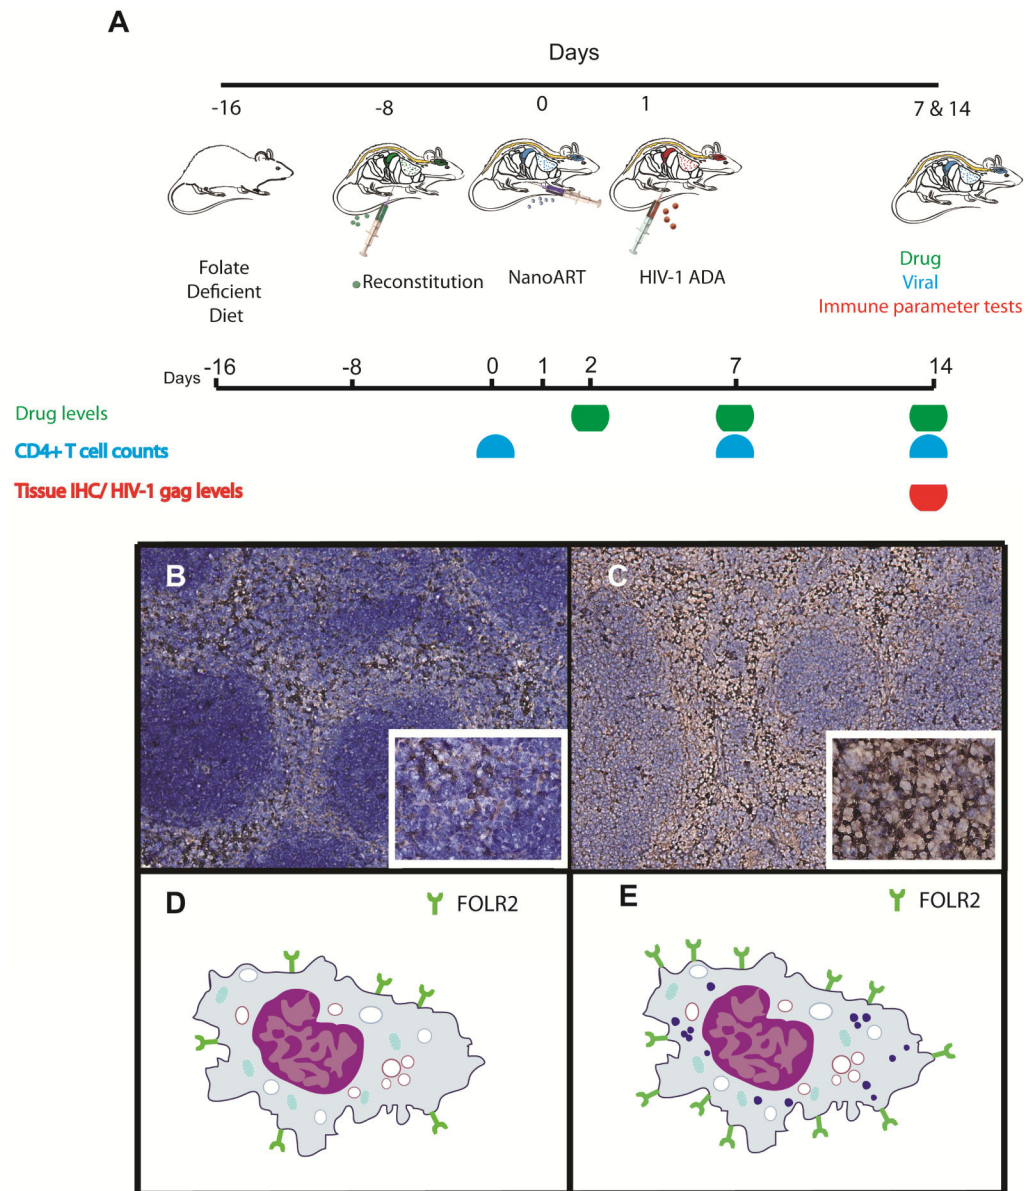 A
Days
-16 -8 0 1 7 & 14
Folate
Deficient
Diet
Reconstitution
NanoART
HIV-1 ADA
Drug
Viral
Immune parameter tests
Days -16 -8 0 1 2 7 14
Drug levels
CD4+ T cell counts
Tissue IHC/ HIV-1 gag levels
B
C
D
FOLR2
E
FOLR2